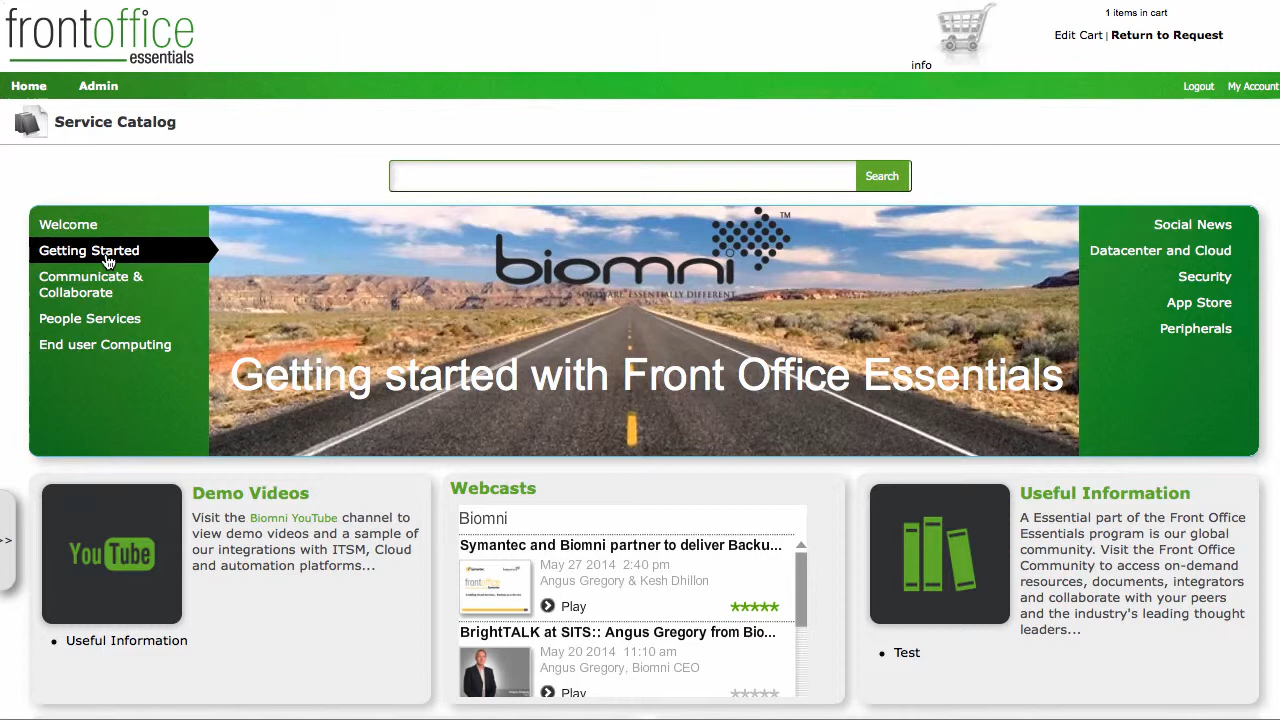 frontoffice
essentials
1 items in cart
Edit Cart | Return to Request
info
Home
Admin
Logout
My Account
Service Catalog
Search
Welcome
Getting Started
Communicate &
Collaborate
People Services
End user Computing
biomni™
SOFTWARE. ESSENTIALLY DIFFERENT.
Getting started with Front Office Essentials
Social News
Datacenter and Cloud
Security
App Store
Peripherals
>>
YouTube
Demo Videos
Visit the Biomni YouTube channel to
view demo videos and a sample of
our integrations with ITSM, Cloud
and automation platforms...
• Useful Information
Webcasts
Biomni
Symantec and Biomni partner to deliver Backu...
May 27 2014 2:40 pm
Angus Gregory & Kesh Dhillon
Play
BrightTALK at SITS:: Angus Gregory from Bio...
May 20 2014 11:10 am
Angus Gregory, Biomni CEO
Play
Useful Information
A Essential part of the Front Office
Essentials program is our global
community. Visit the Front Office
Community to access on-demand
resources, documents, integrators
and collaborate with your peers
and the industry's leading thought
leaders...
• Test